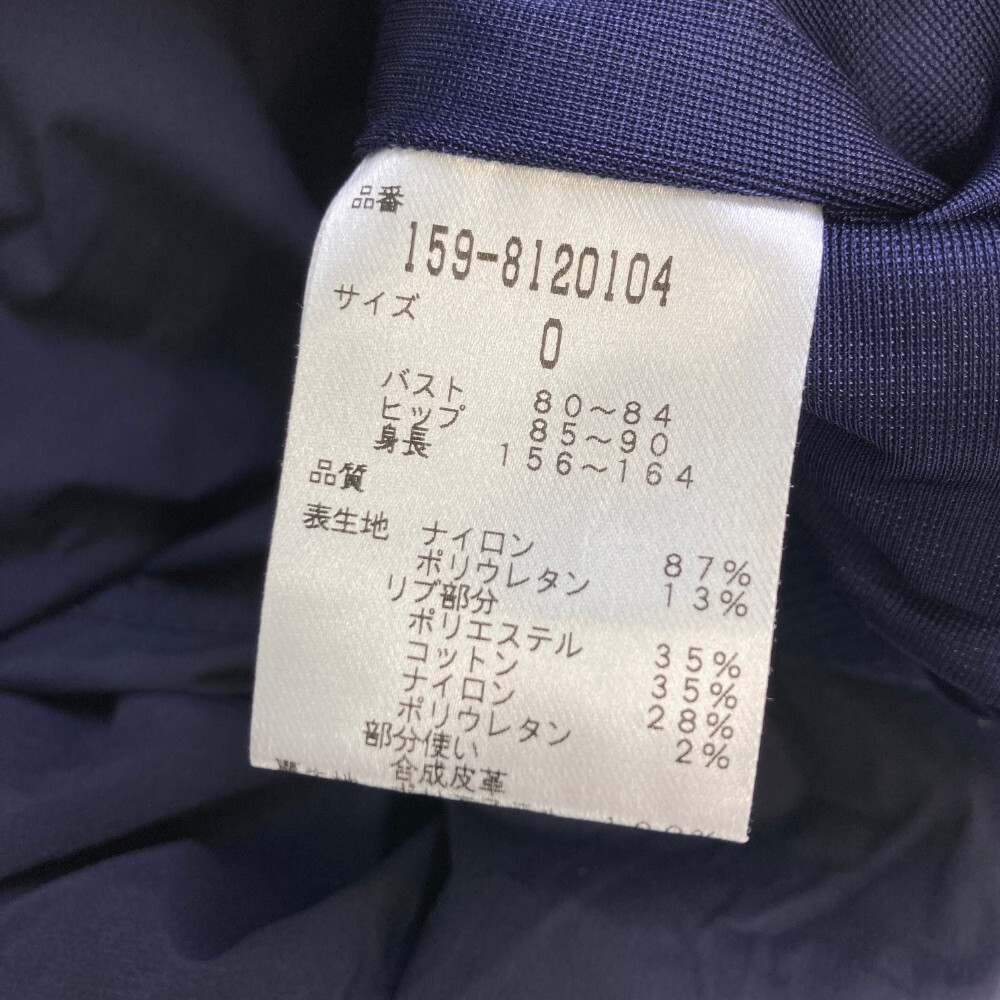 品番
159-8120104
サイズ
0
バスト 80～84
ヒップ 85～90
身長 156～164
品質
表生地 ナイロン 87%
ポリウレタン 13%
リブ部分
ポリエステル 35%
コットン 35%
ナイロン 28%
ポリウレタン 2%
部分使い
合成皮革